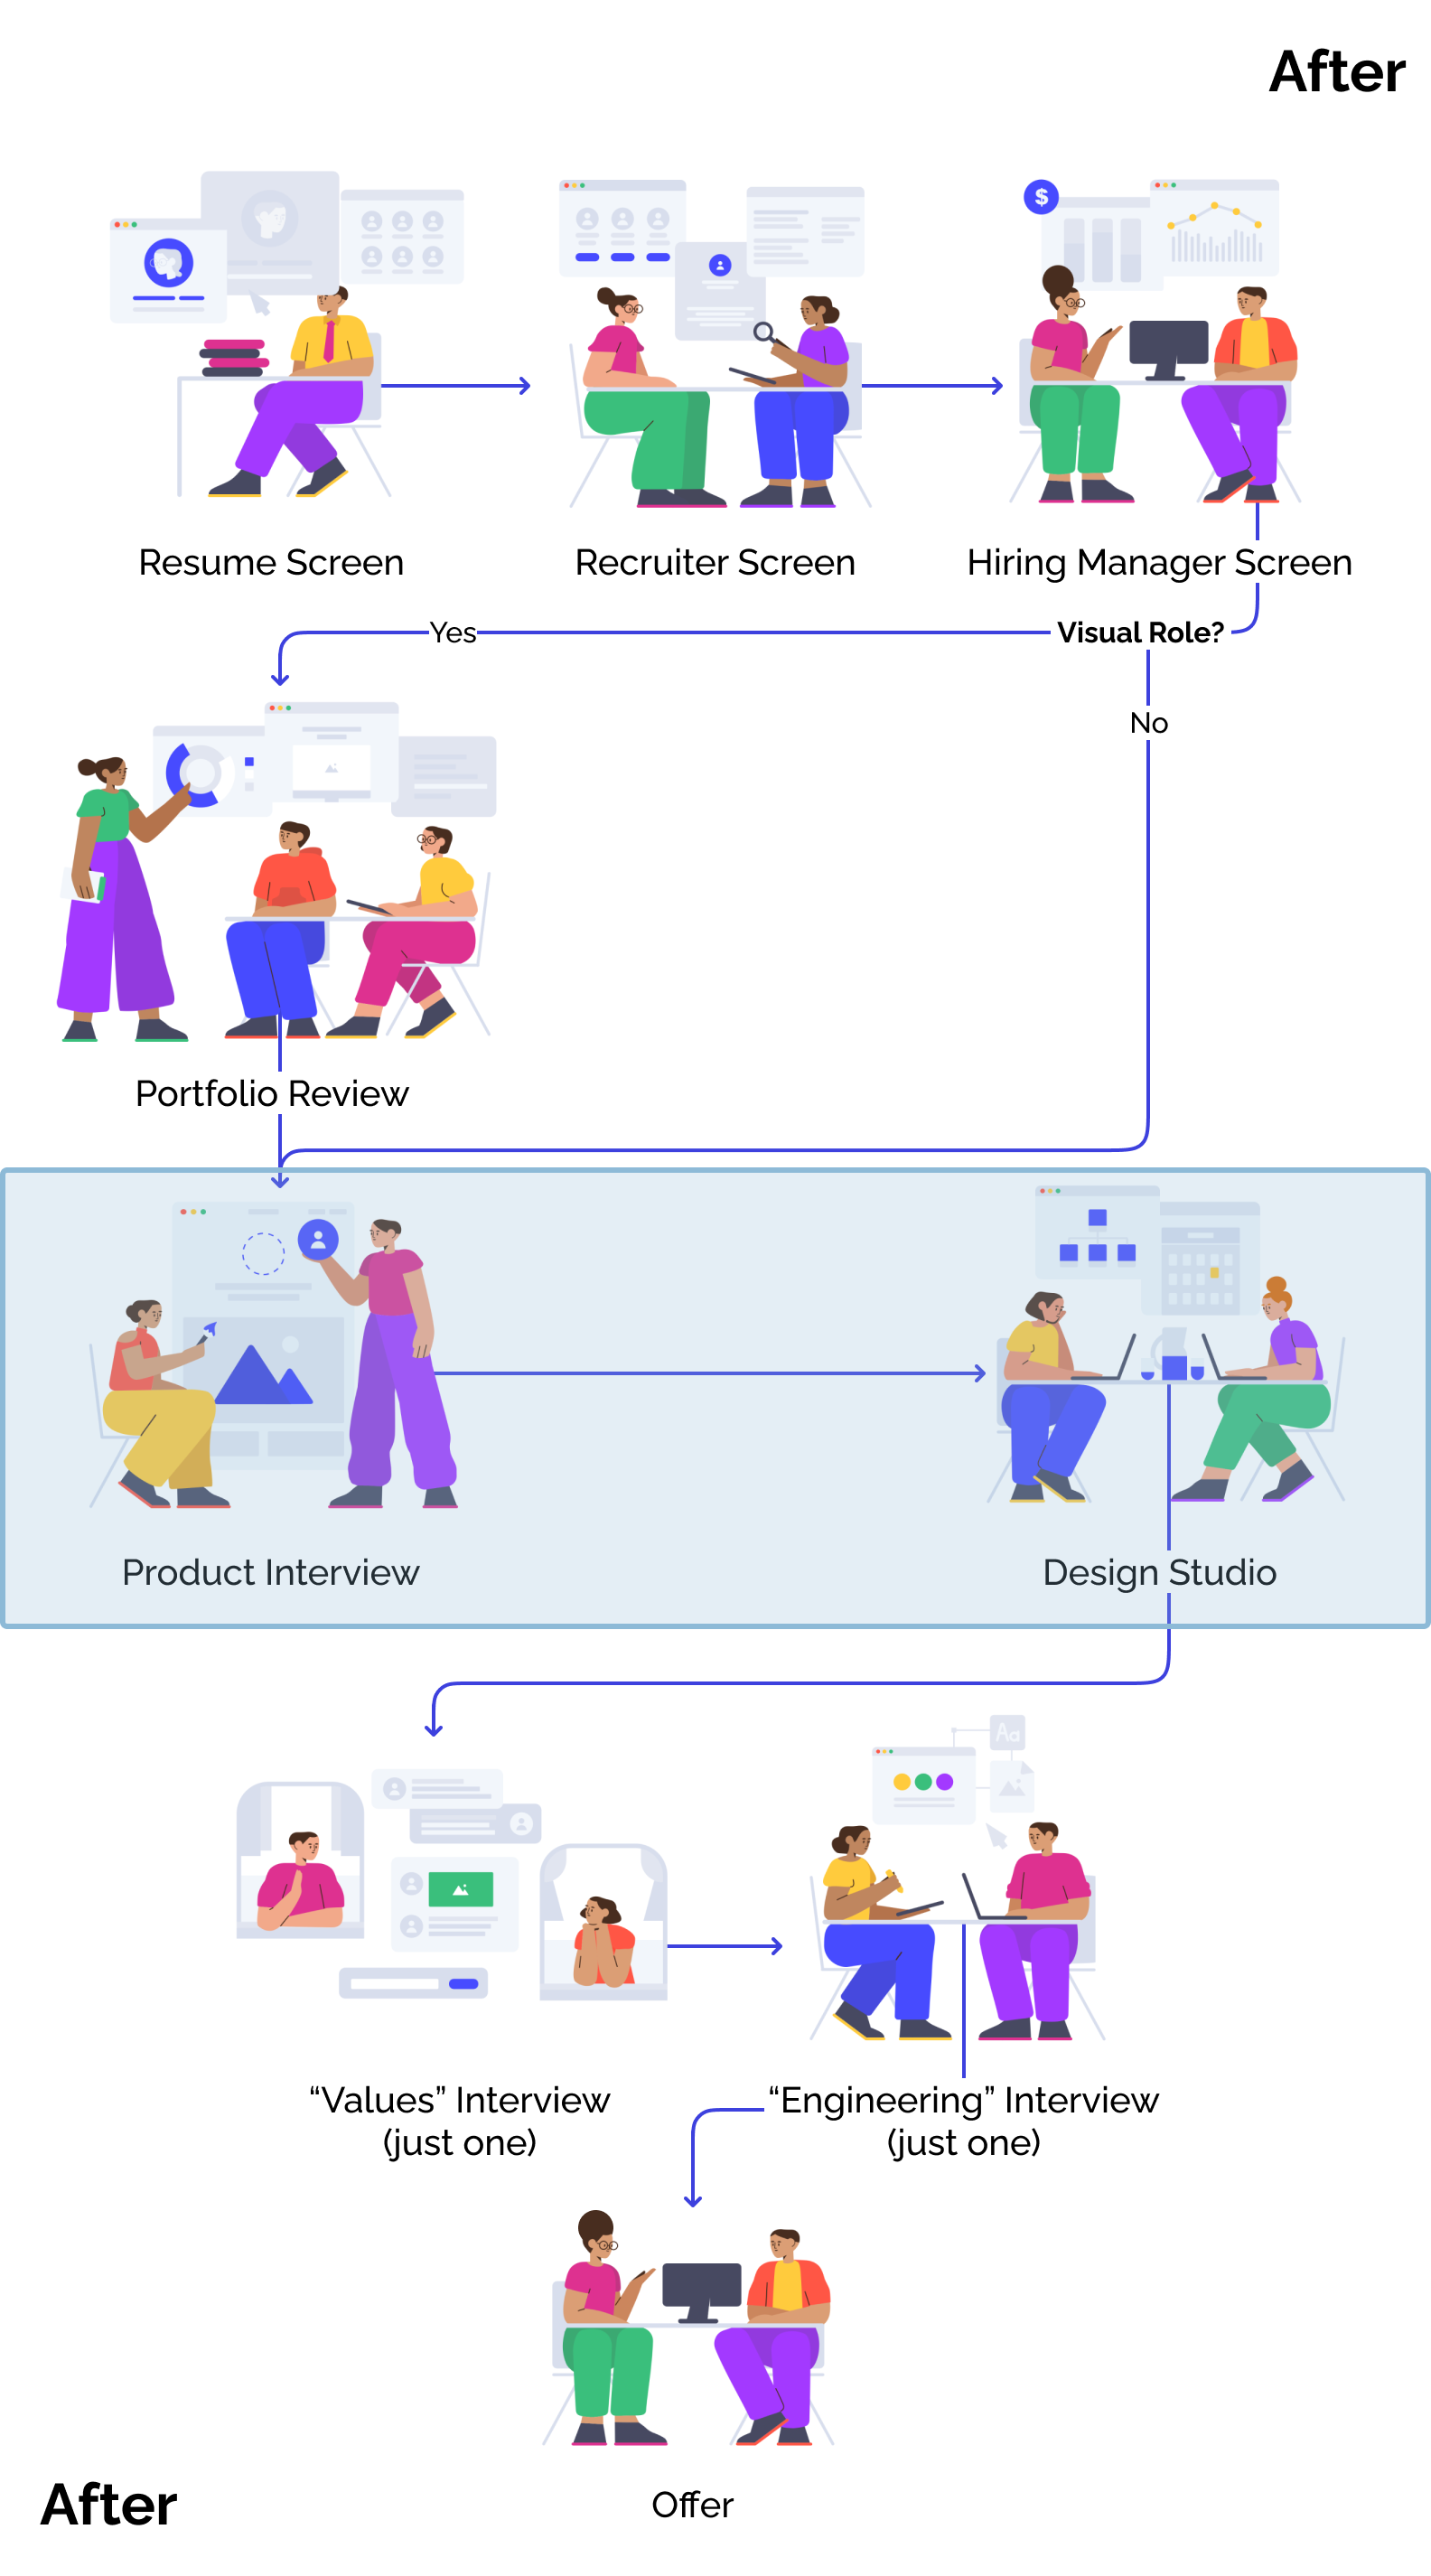 After
Resume Screen
Recruiter Screen
Hiring Manager Screen
Yes
Visual Role?
No
Portfolio Review
Product Interview
Design Studio
Aa
“Values” Interview
(just one)
“Engineering” Interview
(just one)
After
Offer
$